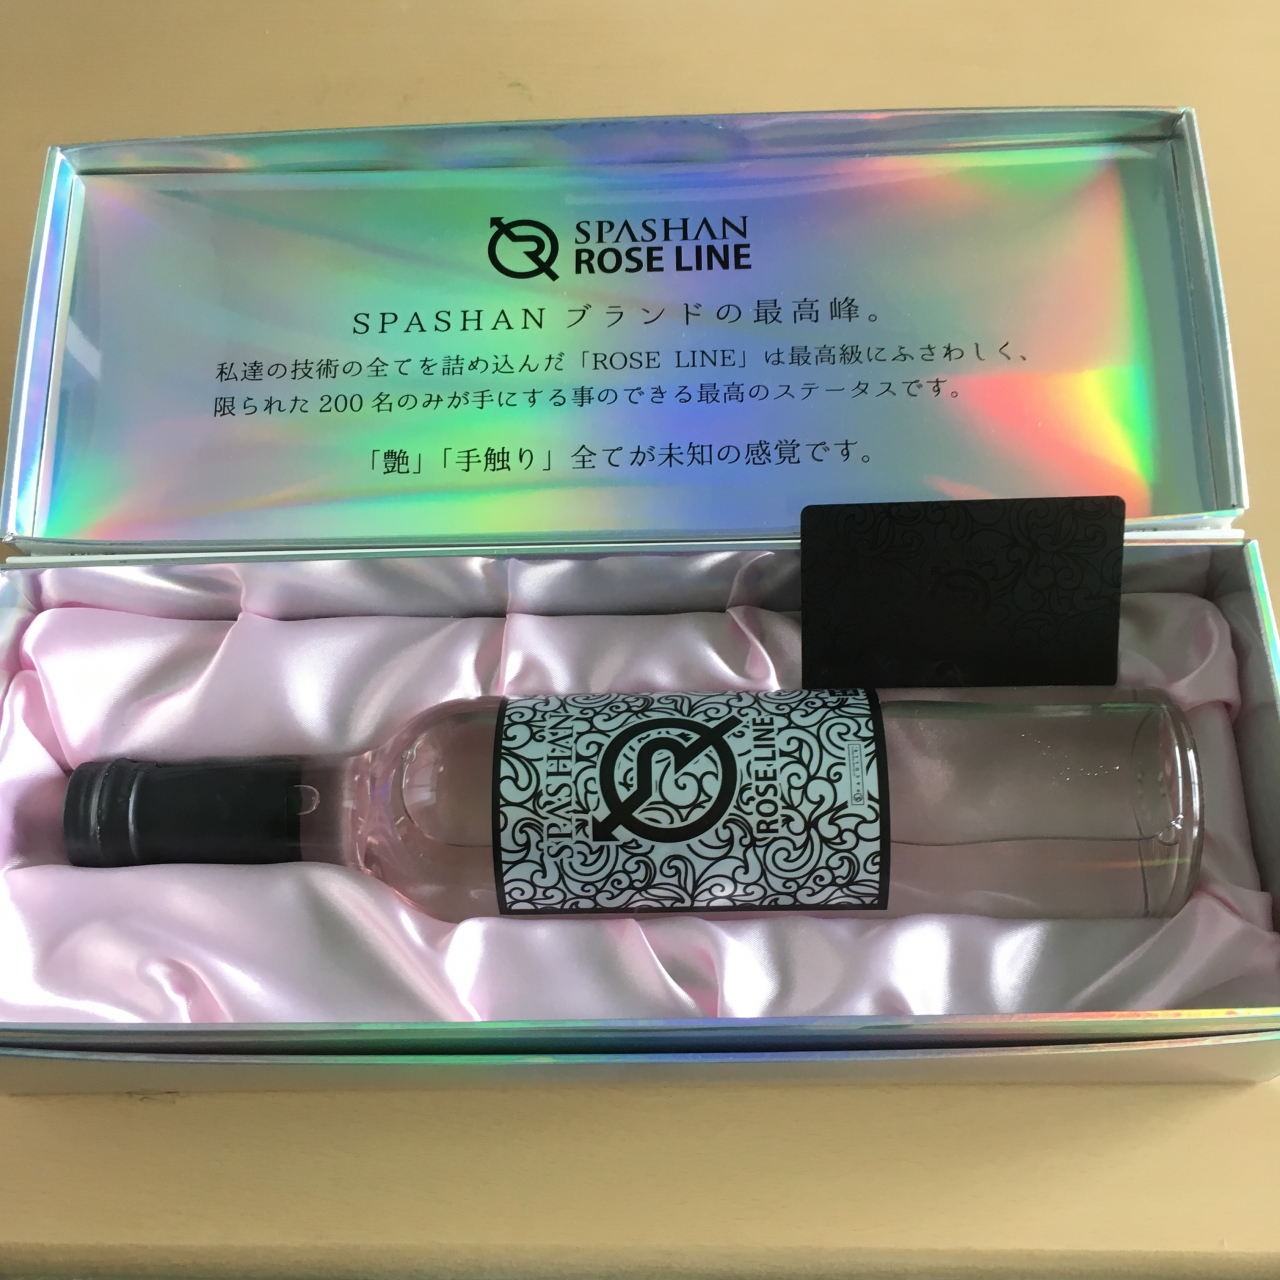 SPASHAN
ROSE LINE
SPASHAN ブランドの最高峰。
私達の技術の全てを詰め込んだ「ROSE LINE」は最高級にふさわしく、
限られた 200 名のみが手にする事のできる最高のステータスです。
「艶」「手触り」全てが未知の感覚です。
SPASHAN
ROSE LINE